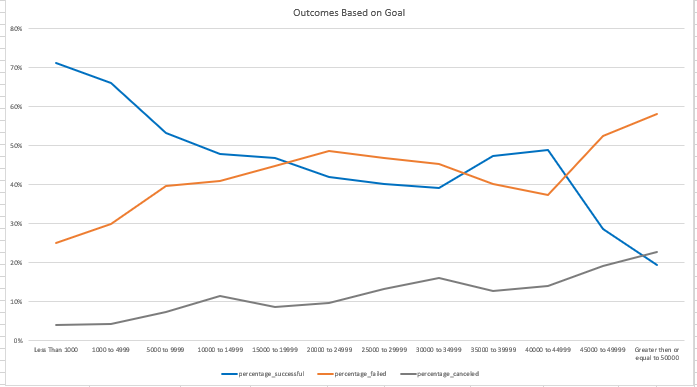 Outcomes Based on Goal
80%
70%
60%
50%
40%
30%
20%
10%
0%
Less Than 1000 1000 to 4999 5000 to 9999 10000 to 14999 15000 to 19999 20000 to 24999 25000 to 29999 30000 to 34999 35000 to 39999 40000 to 44999 45000 to 49999 Greater then or
equal to 50000
percentage_successful percentage_failed percentage_canceled